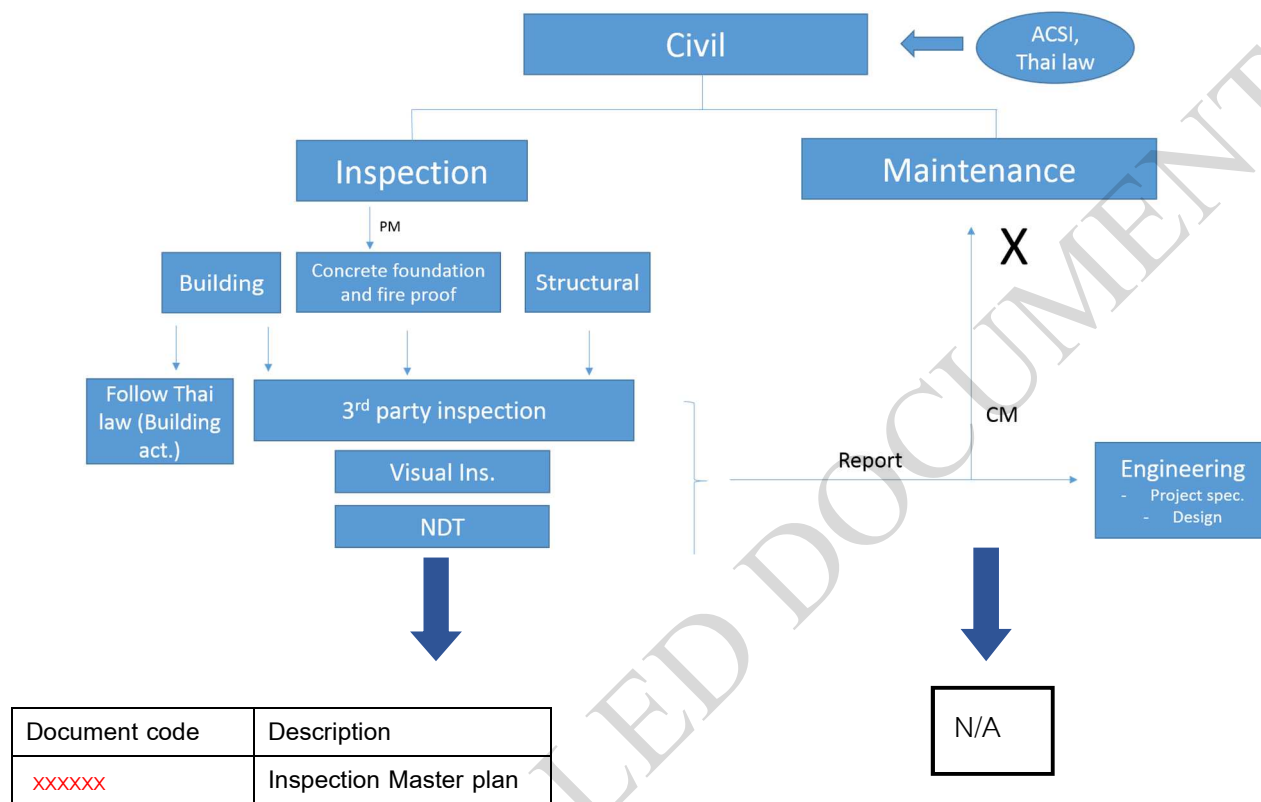 Civil
ACSI,
Thai law
Inspection
Maintenance
PM
X
Building
Concrete foundation
and fire proof
Structural
Follow Thai
law (Building
act.)
3rd party inspection
CM
Visual Ins.
Report
Engineering
- Project spec.
- Design
NDT
Document code
Description
N/A
xxxxxx
Inspection Master plan
LED DOCUMENT